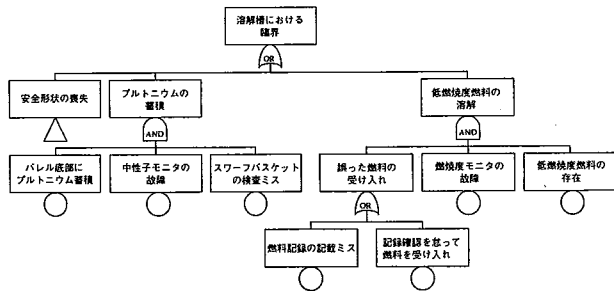 溶解槽における
臨界
OR
安全形状の喪失
プルトニウムの
蓄積
低燃焼度燃料の
溶解
AND
AND
バレル底部に
プルトニウム蓄積
中性子モニタの
故障
スワーフバスケット
の検査ミス
誤った燃料の
受け入れ
燃焼度モニタの
故障
低燃焼度燃料の
存在
OR
燃料記録の記載ミス
記録確認を怠って
燃料を受け入れ